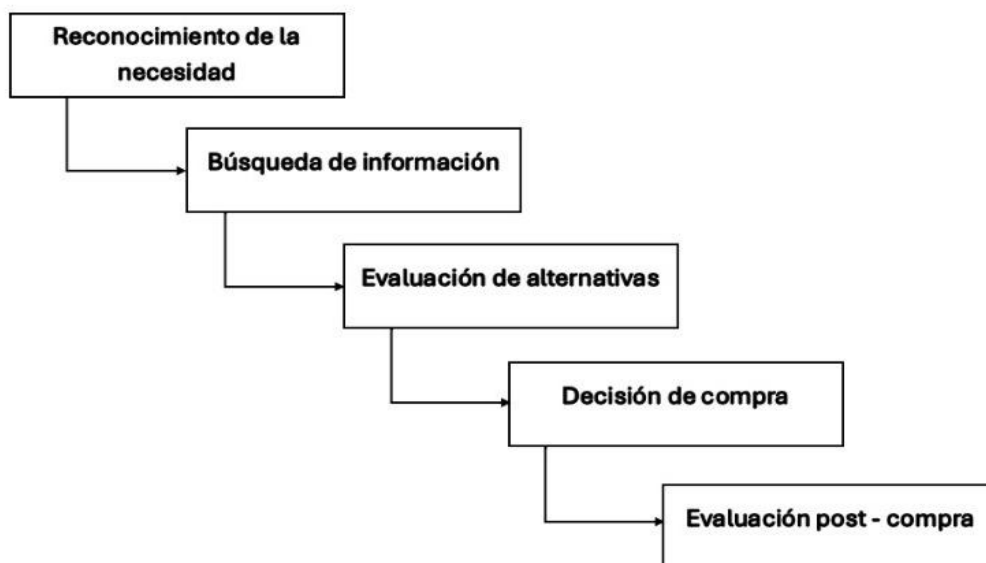 Reconocimiento de la
necesidad
Búsqueda de información
Evaluación de alternativas
Decisión de compra
Evaluación post - compra